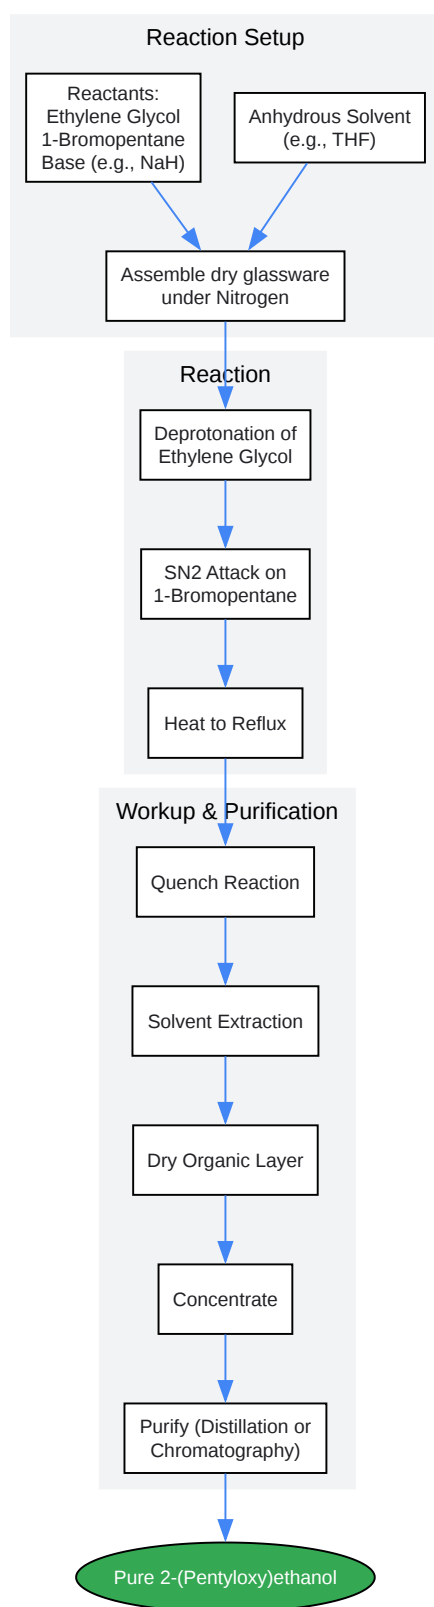 Reaction Setup
Reactants:
Ethylene Glycol
1-Bromopentane
Base (e.g., NaH)
Anhydrous Solvent
(e.g., THF)
Assemble dry glassware
under Nitrogen
Reaction
Deprotonation of
Ethylene Glycol
SN2 Attack on
1-Bromopentane
Heat to Reflux
Workup & Purification
Quench Reaction
Solvent Extraction
Dry Organic Layer
Concentrate
Purify (Distillation or
Chromatography)
Pure 2-(Pentyloxy)ethanol